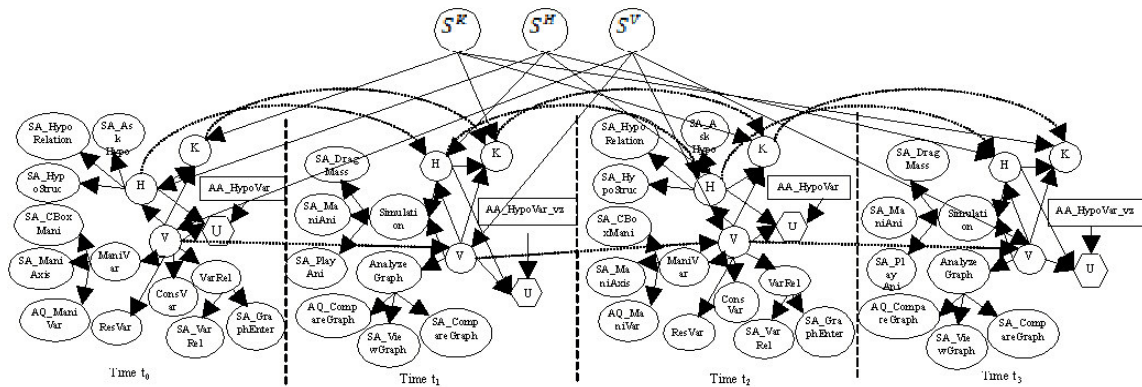 S^K
S^H
S^V
SA_Hypo
Relation
SA_As
k
Hypo
K
H
SA_Hyp
oStruc
AA_HypoVar
SA_CBox
Mani
V
U
ManiV
ar
SA_Mani
Axis
VarRel
ConsV
ar
AQ_Mani
Var
ResVar
SA_Var
Rel
SA_Gra
phEnter
Time t0
SA_Drag
Mass
H
K
SA_Ma
niAni
Simulati
on
AA_HypoVar_vz
SA_Play
Ani
Analyze
Graph
V
U
AQ_Comp
areGraph
SA_Vie
wGraph
SA_Comp
areGraph
Time t1
SA_Hypo
Relation
SA_A
sk
Hypo
K
H
SA_Hy
poStruc
AA_HypoVar
SA_CBo
xMani
V
U
ManiV
ar
SA_Ma
niAxis
VarRel
Cons
Var
AQ_M
aniVar
ResVar
SA_Var
Rel
SA_Gr
aphEnter
Time t2
SA_Drag
Mass
H
K
SA_Ma
niAni
Simulati
on
AA_HypoVar_vz
SA_Pl
ay
Ani
Analyze
Graph
V
U
AQ_Compa
reGraph
SA_Vie
wGraph
SA_Comp
areGraph
Time t3